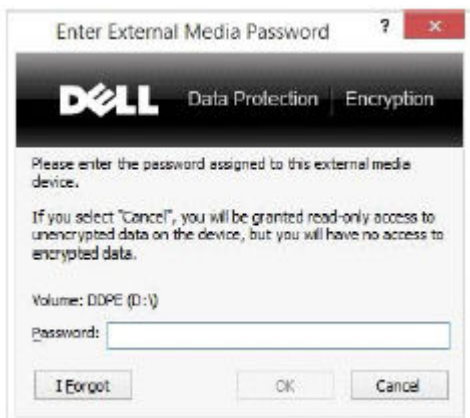 Enter External Media Password ? ×
DELL Data Protection | Encryption
Please enter the password assigned to this external media
device.
If you select "Cancel", you will be granted read-only access to
unencrypted data on the device, but you will have no access to
encrypted data.
Volume: DDPE (D:\)
Password:
I Forgot OK Cancel